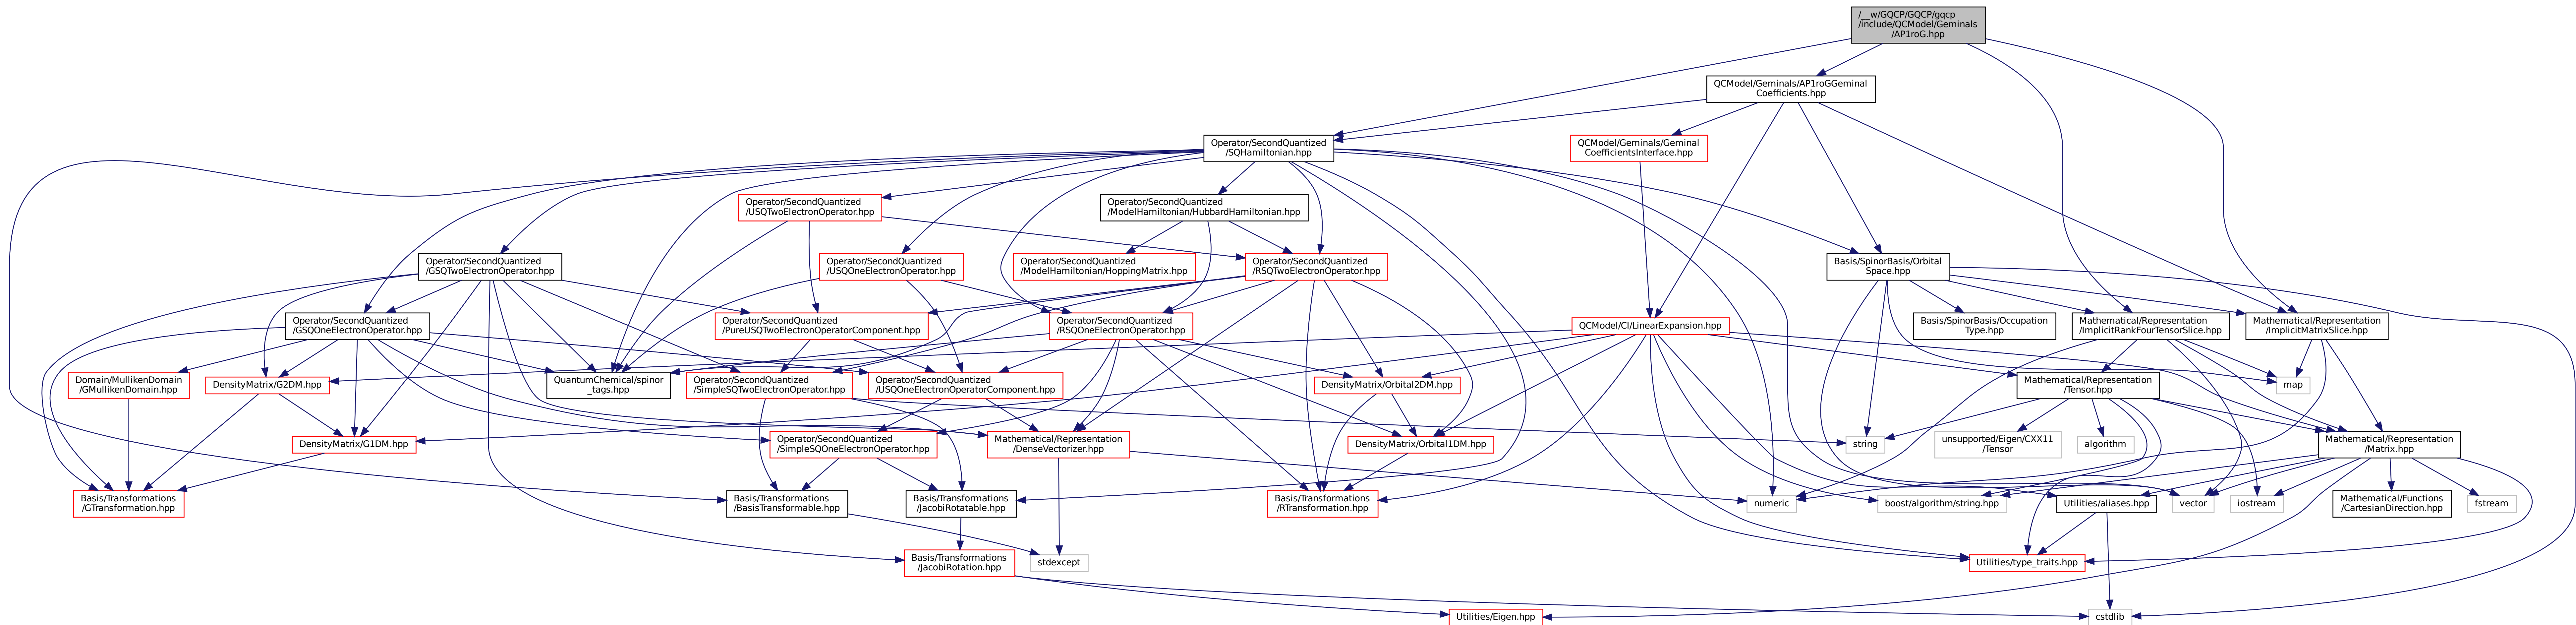 /__w/GQCP/GQCP/gqcp
/include/QCModel/Geminals
/AP1roG.hpp
QCModel/Geminals/AP1roGGeminal
Coefficients.hpp
Operator/SecondQuantized
/SQHamiltonian.hpp
QCModel/Geminals/Geminal
CoefficientsInterface.hpp
Operator/SecondQuantized
/USQTwoElectronOperator.hpp
Operator/SecondQuantized
/ModelHamiltonian/HubbardHamiltonian.hpp
Operator/SecondQuantized
/GSQTwoElectronOperator.hpp
Operator/SecondQuantized
/USQOneElectronOperator.hpp
Operator/SecondQuantized
/ModelHamiltonian/HoppingMatrix.hpp
Operator/SecondQuantized
/RSQTwoElectronOperator.hpp
Basis/SpinorBasis/Orbital
Space.hpp
Operator/SecondQuantized
/GSQOneElectronOperator.hpp
Operator/SecondQuantized
/PureUSQTwoElectronOperatorComponent.hpp
Operator/SecondQuantized
/RSQOneElectronOperator.hpp
QCModel/CI/LinearExpansion.hpp
Basis/SpinorBasis/Occupation
Type.hpp
Mathematical/Representation
/ImplicitRankFourTensorSlice.hpp
Mathematical/Representation
/ImplicitMatrixSlice.hpp
Domain/MullikenDomain
/GMullikenDomain.hpp
DensityMatrix/G2DM.hpp
QuantumChemical/spinor
_tags.hpp
Operator/SecondQuantized
/SimpleSQTwoElectronOperator.hpp
Operator/SecondQuantized
/USQOneElectronOperatorComponent.hpp
DensityMatrix/Orbital2DM.hpp
Mathematical/Representation
/Tensor.hpp
map
DensityMatrix/G1DM.hpp
Operator/SecondQuantized
/SimpleSQOneElectronOperator.hpp
Mathematical/Representation
/DenseVectorizer.hpp
DensityMatrix/Orbital1DM.hpp
string
unsupported/Eigen/CXX11
/Tensor
algorithm
Mathematical/Representation
/Matrix.hpp
Basis/Transformations
/GTransformation.hpp
Basis/Transformations
/BasisTransformable.hpp
Basis/Transformations
/JacobiRotatable.hpp
Basis/Transformations
/RTransformation.hpp
numeric
boost/algorithm/string.hpp
Utilities/aliases.hpp
vector
iostream
Mathematical/Functions
/CartesianDirection.hpp
fstream
Basis/Transformations
/JacobiRotation.hpp
stdexcept
Utilities/type_traits.hpp
Utilities/Eigen.hpp
cstdlib